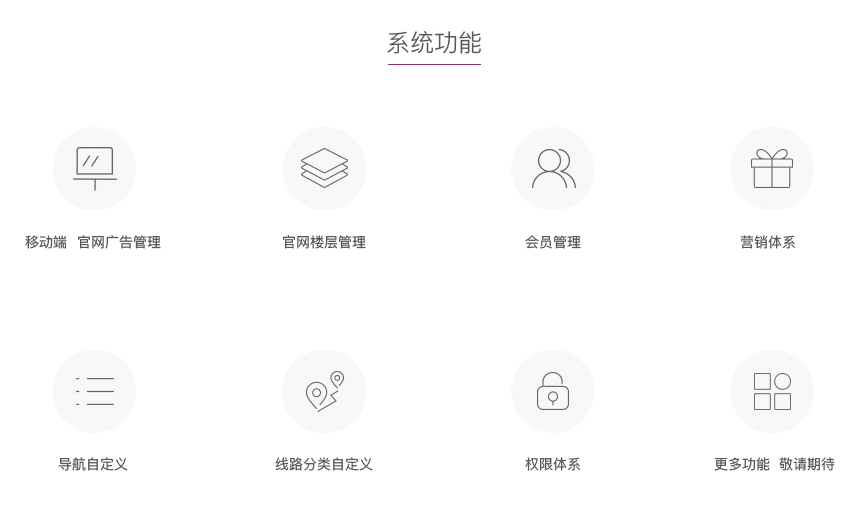 系统功能
移动端 官网广告管理
官网楼层管理
会员管理
营销体系
导航自定义
线路分类自定义
权限体系
更多功能 敬请期待